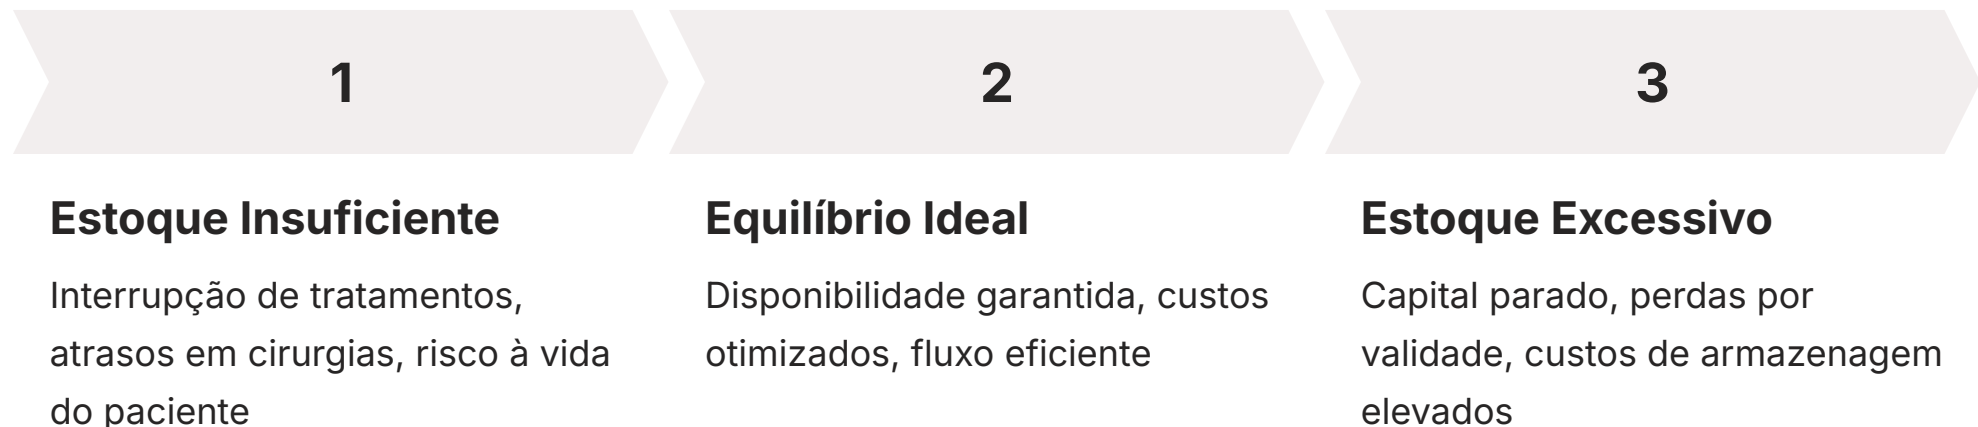 1
Estoque Insuficiente
Interrupção de tratamentos,
atrasos em cirurgias, risco à vida
do paciente
2
Equilíbrio Ideal
Disponibilidade garantida, custos
otimizados, fluxo eficiente
3
Estoque Excessivo
Capital parado, perdas por
validade, custos de armazenagem
elevados